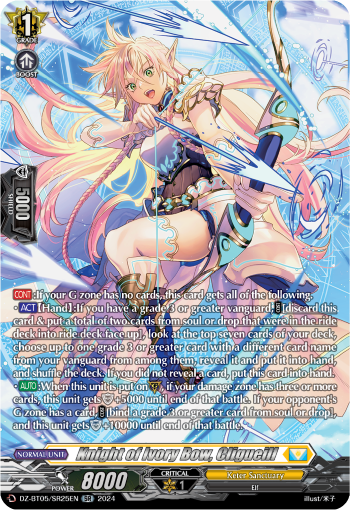 1
GRADE
BOOST
5000
SHIELD
CONT:If your G zone has no cards, this card gets all of the following.
ACT[Hand]:If you have a grade 3 or greater vanguard, [discard this
card & put a total of two cards from soul or drop that were in the ride
deck into ride deck face up], look at the top seven cards of your deck,
choose up to one grade 3 or greater card with a different card name
from your vanguard from among them, reveal it and put it into hand,
and shuffle the deck. If you did not reveal a card, put this card into hand.
AUTO:When this unit is put on, if your damage zone has three or more
cards, this unit gets +5000 until end of that battle. If your opponent's
G zone has a card, [bind a grade 3 or greater card from soul or drop],
and this unit gets +10000 until end of that battle.
NORMAL UNIT
Knight of Ivory Bow,
POWER 8000
CRITICAL
1
Keter Sanctuary
Elf
D DZ-BT05/SR25EN SR 2024
illust/米子